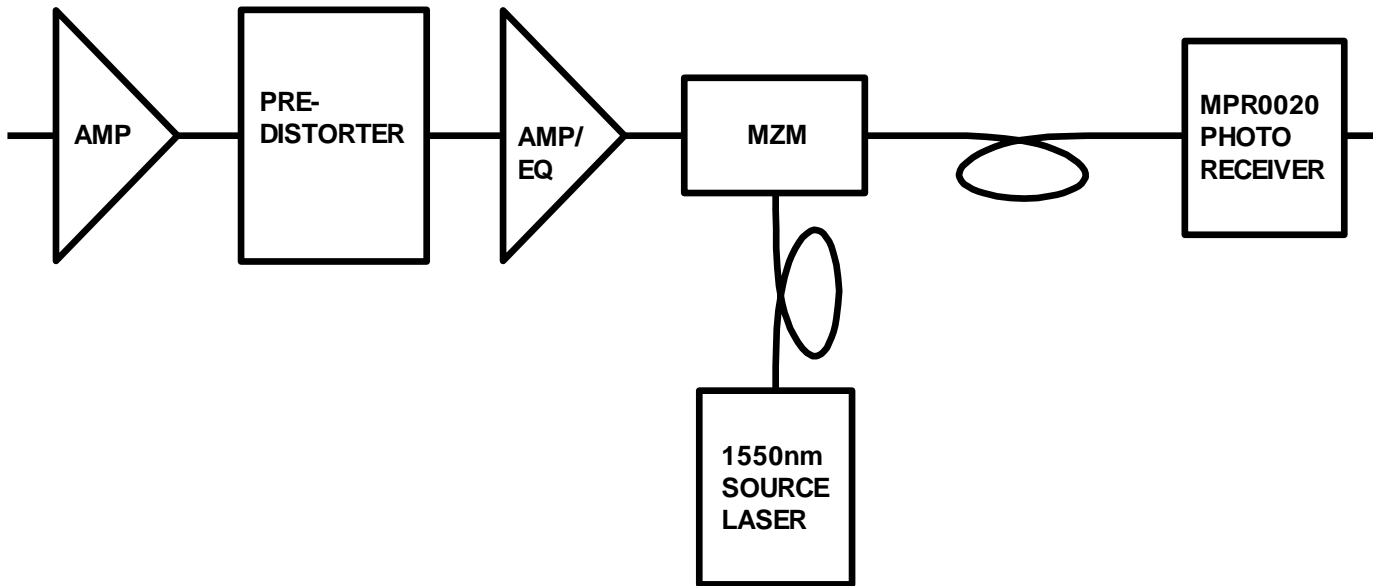 AMP
PRE-
DISTORTER
AMP/
EQ
MZM
MPR0020
PHOTO
RECEIVER
1550nm
SOURCE
LASER